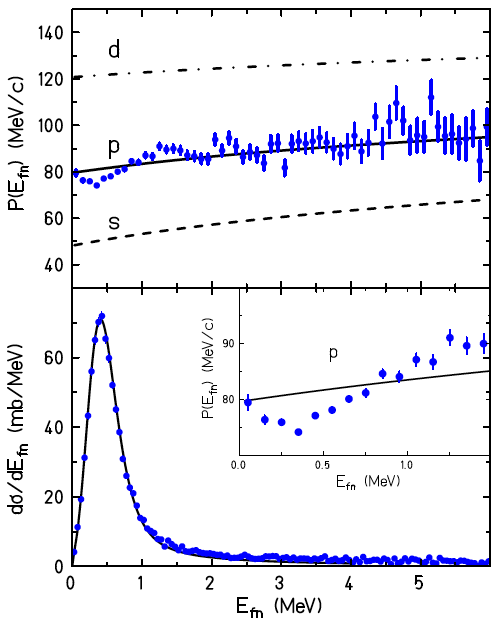 140
120
100
80
60
40
P(E_fn) (MeV/c)
d
p
s
60
40
20
0
dσ/dE_fn (mb/MeV)
0 1 2 3 4 5
E_fn (MeV)
90
80
P(E_fn) (MeV/c)
p
0.0 0.5 1.0
E_fn (MeV)